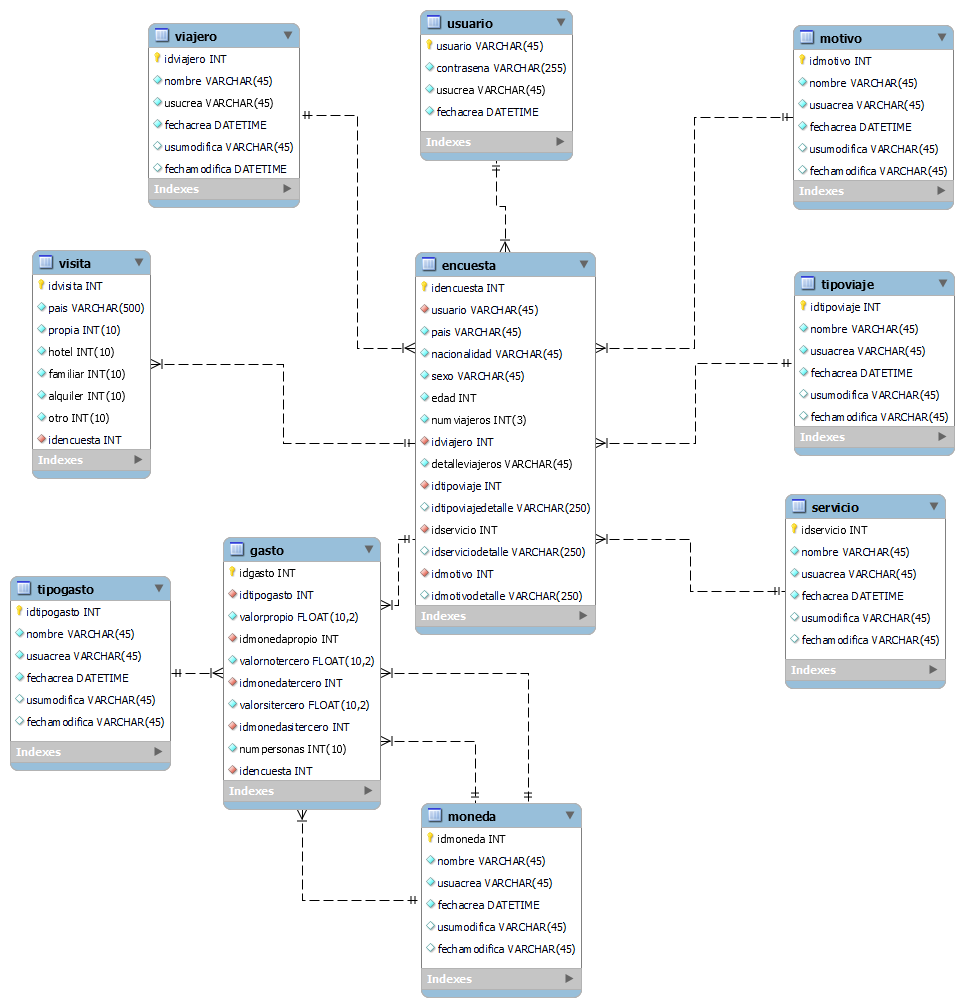 viajero
idviajero INT
nombre VARCHAR(45)
usucrea VARCHAR(45)
fechacrea DATETIME
usumodifica VARCHAR(45)
fechamodifica DATETIME
Indexes
usuario
usuario VARCHAR(45)
contrasena VARCHAR(255)
usucrea VARCHAR(45)
fechacrea DATETIME
Indexes
motivo
idmotivo INT
nombre VARCHAR(45)
usuacrea VARCHAR(45)
fechacrea DATETIME
usumodifica VARCHAR(45)
fechamodifica VARCHAR(45)
Indexes
visita
idvisita INT
pais VARCHAR(500)
propia INT(10)
hotel INT(10)
familiar INT(10)
alquiler INT(10)
otro INT(10)
idencuesta INT
Indexes
encuesta
idencuesta INT
usuario VARCHAR(45)
pais VARCHAR(45)
nacionalidad VARCHAR(45)
sexo VARCHAR(45)
edad INT
numviajeros INT(3)
idviajero INT
detalleviajeros VARCHAR(45)
idtipoviaje INT
idtipoviajedetalle VARCHAR(250)
idservicio INT
idserviciodetalle VARCHAR(250)
idmotivo INT
idmotivodetalle VARCHAR(250)
Indexes
tipoviaje
idtipoviaje INT
nombre VARCHAR(45)
usuacrea VARCHAR(45)
fechacrea DATETIME
usumodifica VARCHAR(45)
fechamodifica VARCHAR(45)
Indexes
servicio
idservicio INT
nombre VARCHAR(45)
usuacrea VARCHAR(45)
fechacrea DATETIME
usumodifica VARCHAR(45)
fechamodifica VARCHAR(45)
Indexes
tipogasto
idtipogasto INT
nombre VARCHAR(45)
usuacrea VARCHAR(45)
fechacrea DATETIME
usumodifica VARCHAR(45)
fechamodifica VARCHAR(45)
Indexes
gasto
idgasto INT
idtipogasto INT
valorpropio FLOAT(10,2)
idmonedapropio INT
valornotercero FLOAT(10,2)
idmonedatercero INT
valorsitercero FLOAT(10,2)
idmonedasitercero INT
numpersonas INT(10)
idencuesta INT
Indexes
moneda
idmoneda INT
nombre VARCHAR(45)
usuacrea VARCHAR(45)
fechacrea DATETIME
usumodifica VARCHAR(45)
fechamodifica VARCHAR(45)
Indexes